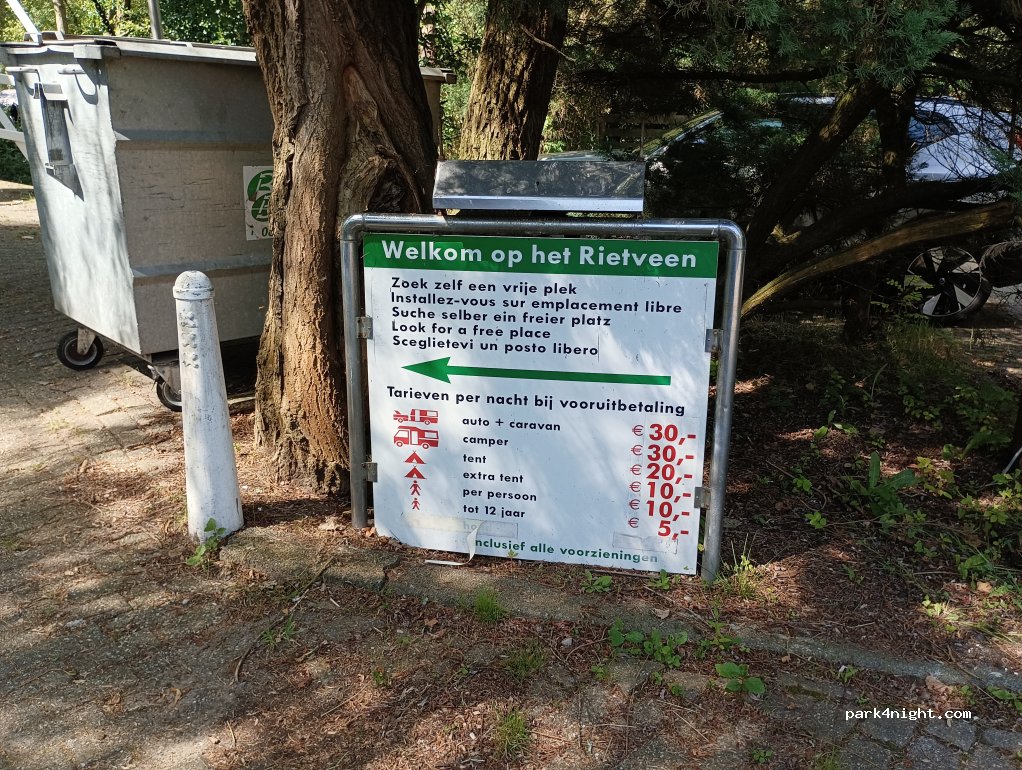 Welkom op het Rietveen
Zoek zelf een vrije plek
Installez-vous sur emplacement libre
Suche selber ein freier platz
Look for a free place
Sceglietevi un posto libero
Tarieven per nacht bij vooruitbetaling
auto + caravan € 30,-
camper € 30,-
tent € 20,-
extra tent € 10,-
per persoon € 10,-
tot 12 jaar € 5,-
inclusief alle voorzieningen
park4night.com